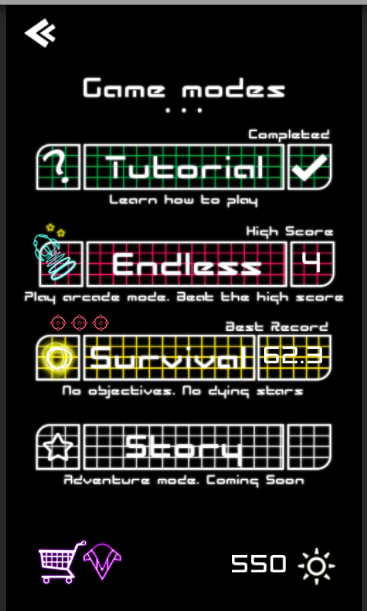 Game modes
Completed
? Tutorial
Learn how to play
High Score
Endless 4
Play arcade mode. Beat the high score
Best Record
Survival 62.3
No objectives. No dying stars
Story
Adventure mode. Coming Soon
550